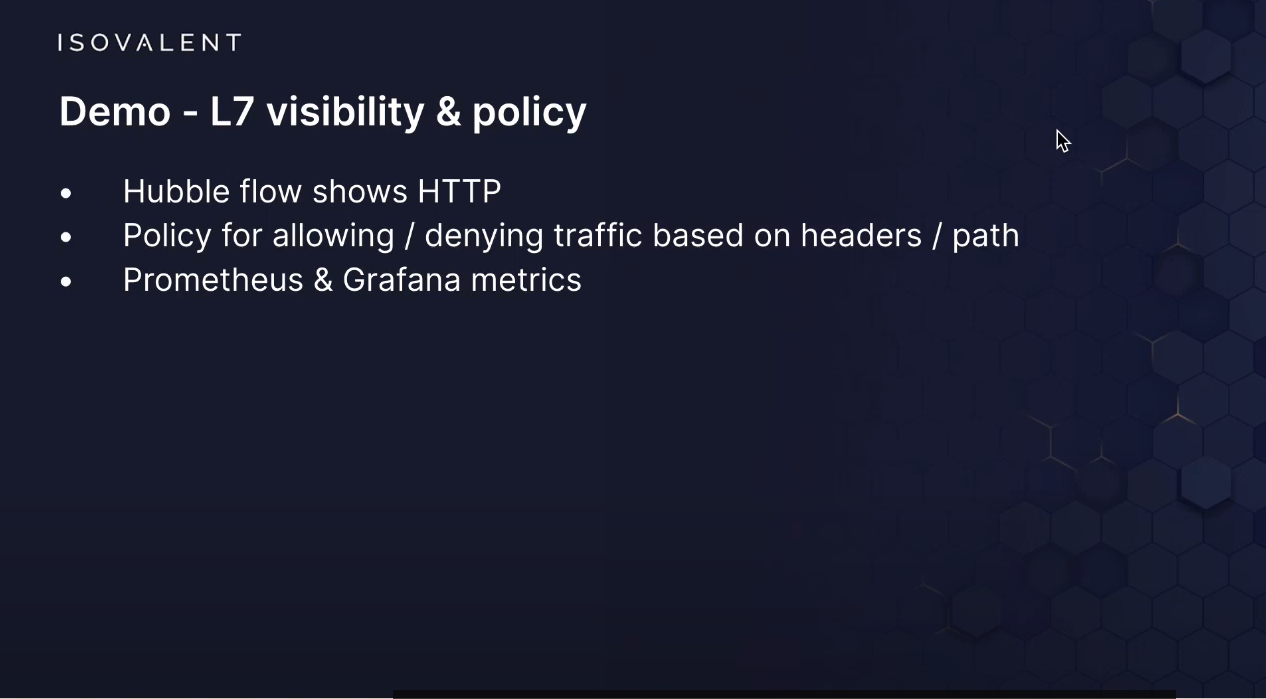 ISOVALENT
Demo - L7 visibility & policy
• Hubble flow shows HTTP
• Policy for allowing / denying traffic based on headers / path
• Prometheus & Grafana metrics